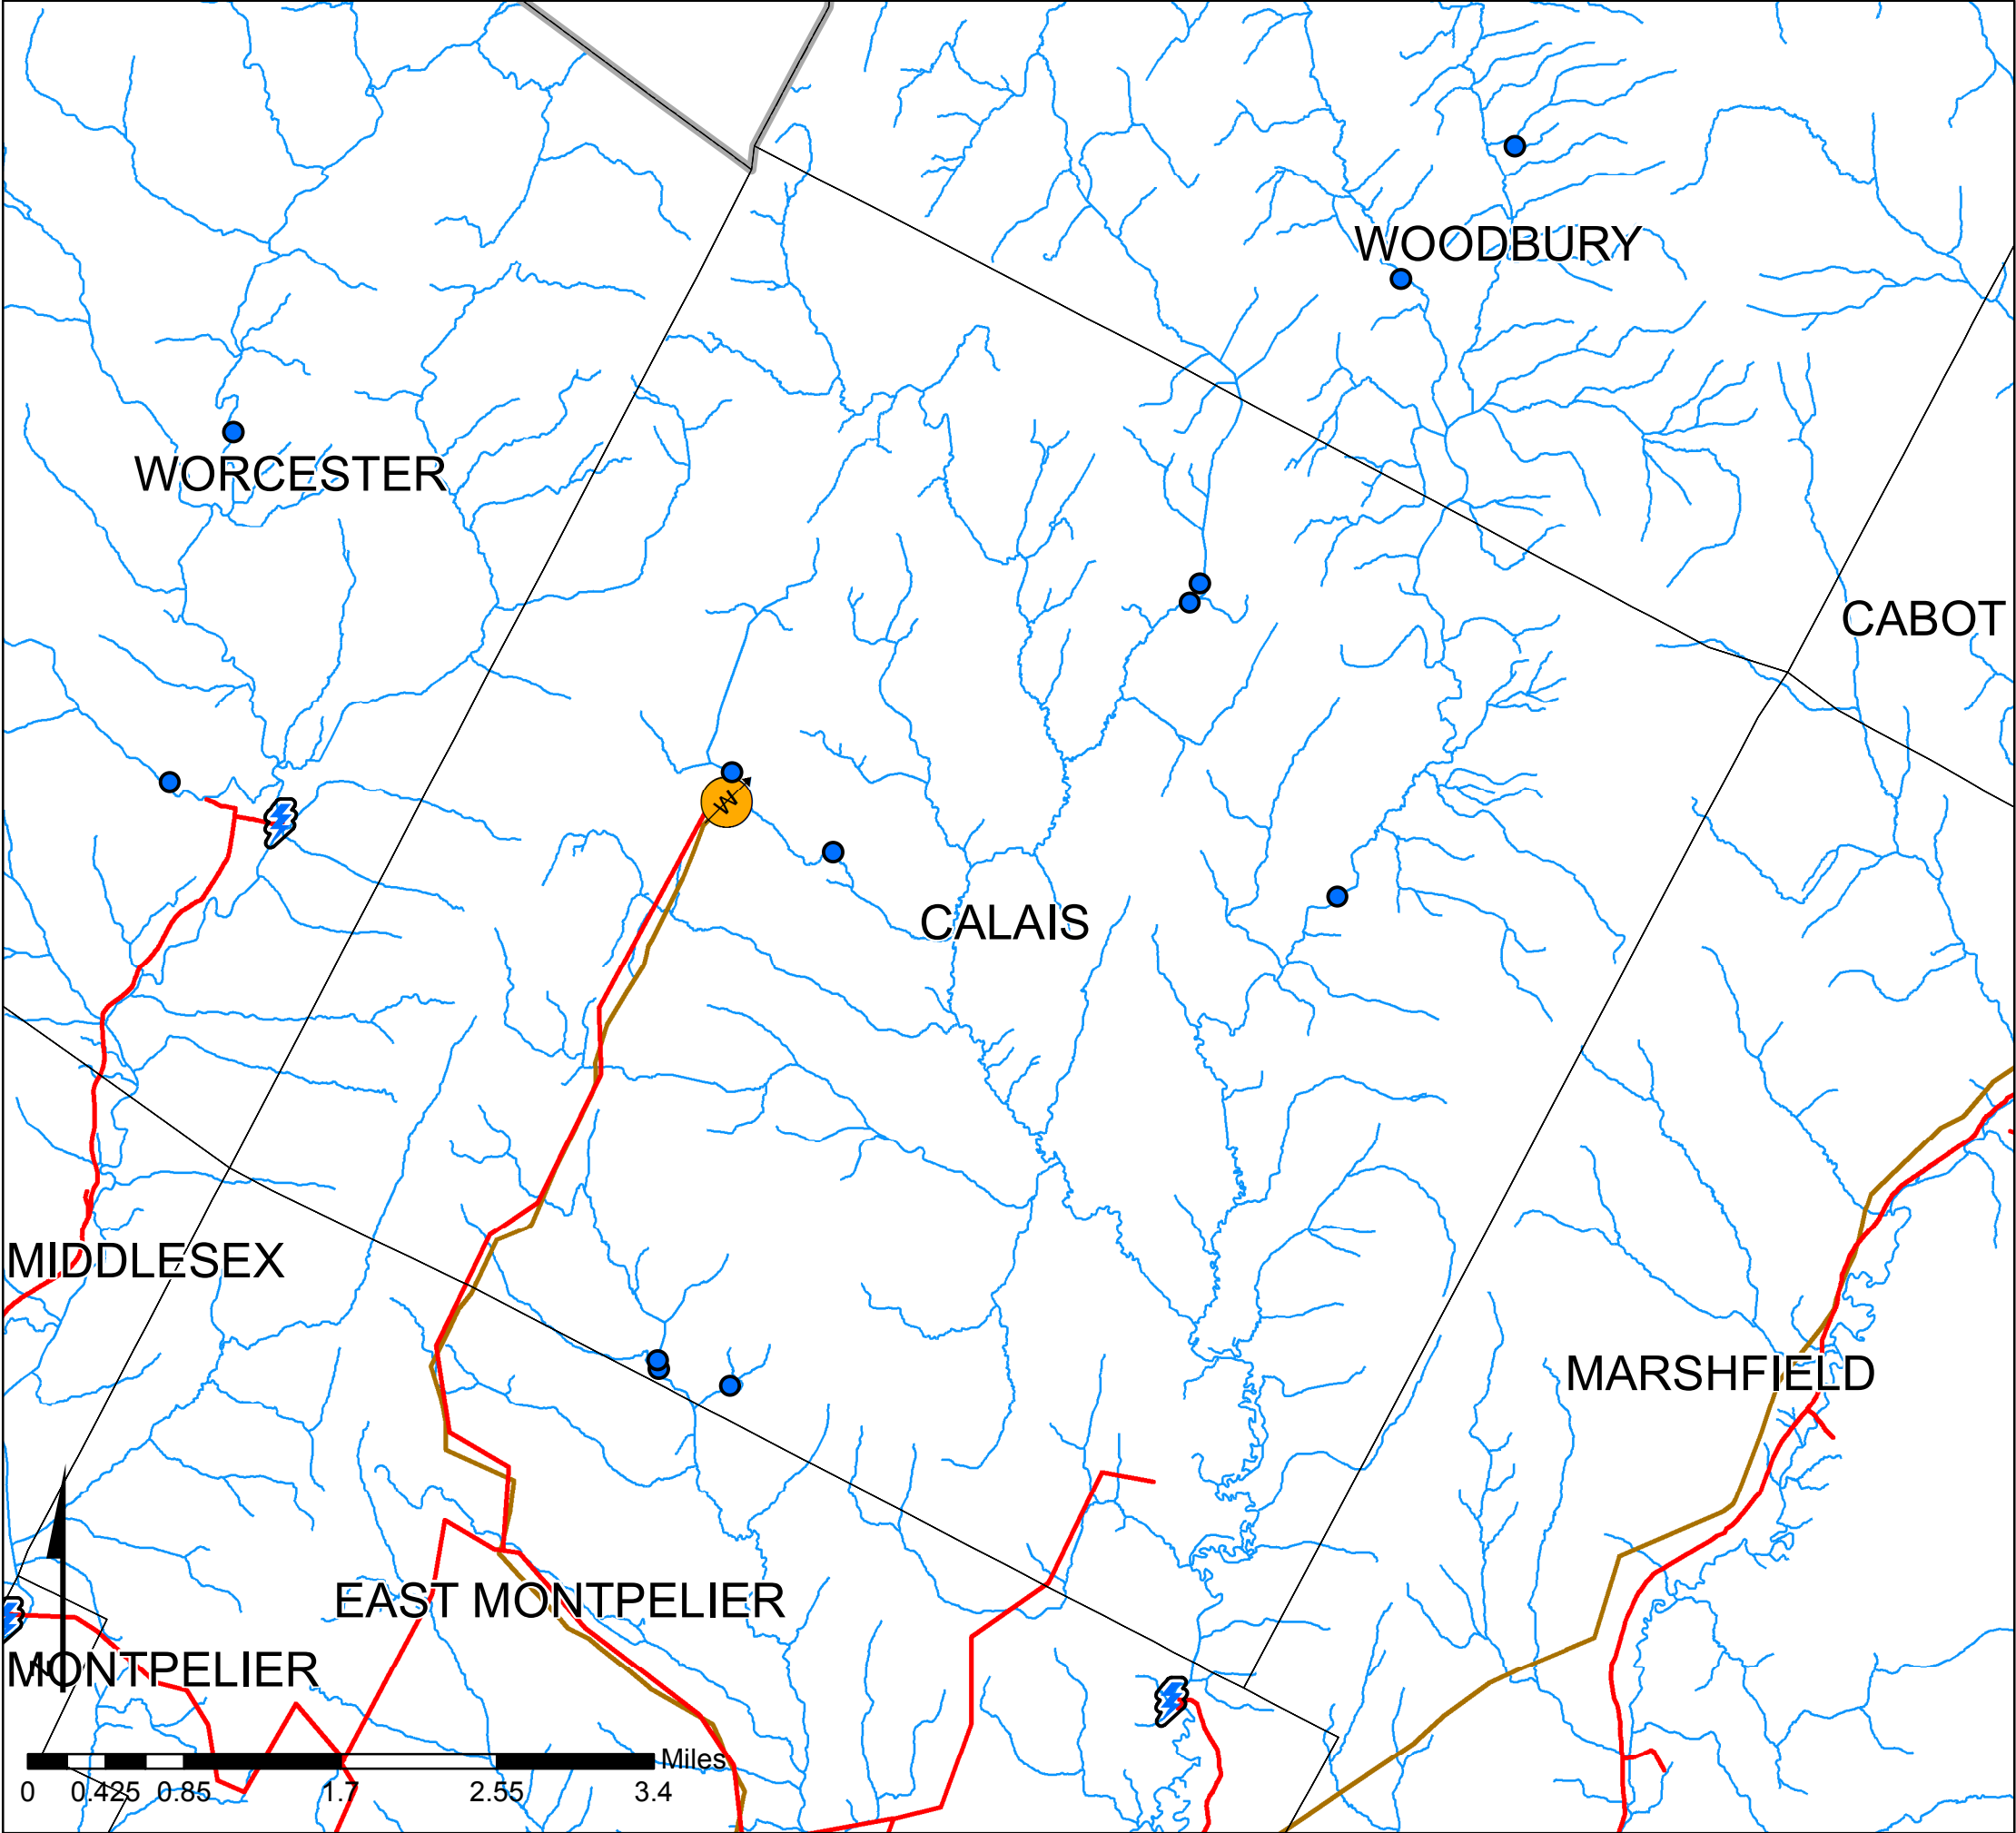 WOODBURY
WORCESTER
CABOT
W
CALAIS
MIDDLESEX
MARSHFIELD
EAST MONTPELIER
MONTPELIER
N
Miles
0 0.425 0.85 1.7 2.55 3.4